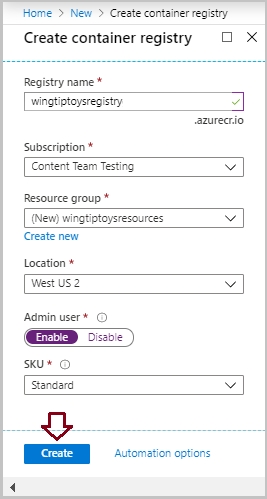 Home > New > Create container registry
Create container registry
Registry name *
wingtiptoysregistry
.azurecr.io
Subscription *
Content Team Testing
Resource group *
(New) wingtiptoysresources
Create new
Location *
West US 2
Admin user *
Enable Disable
SKU *
Standard
Create Automation options